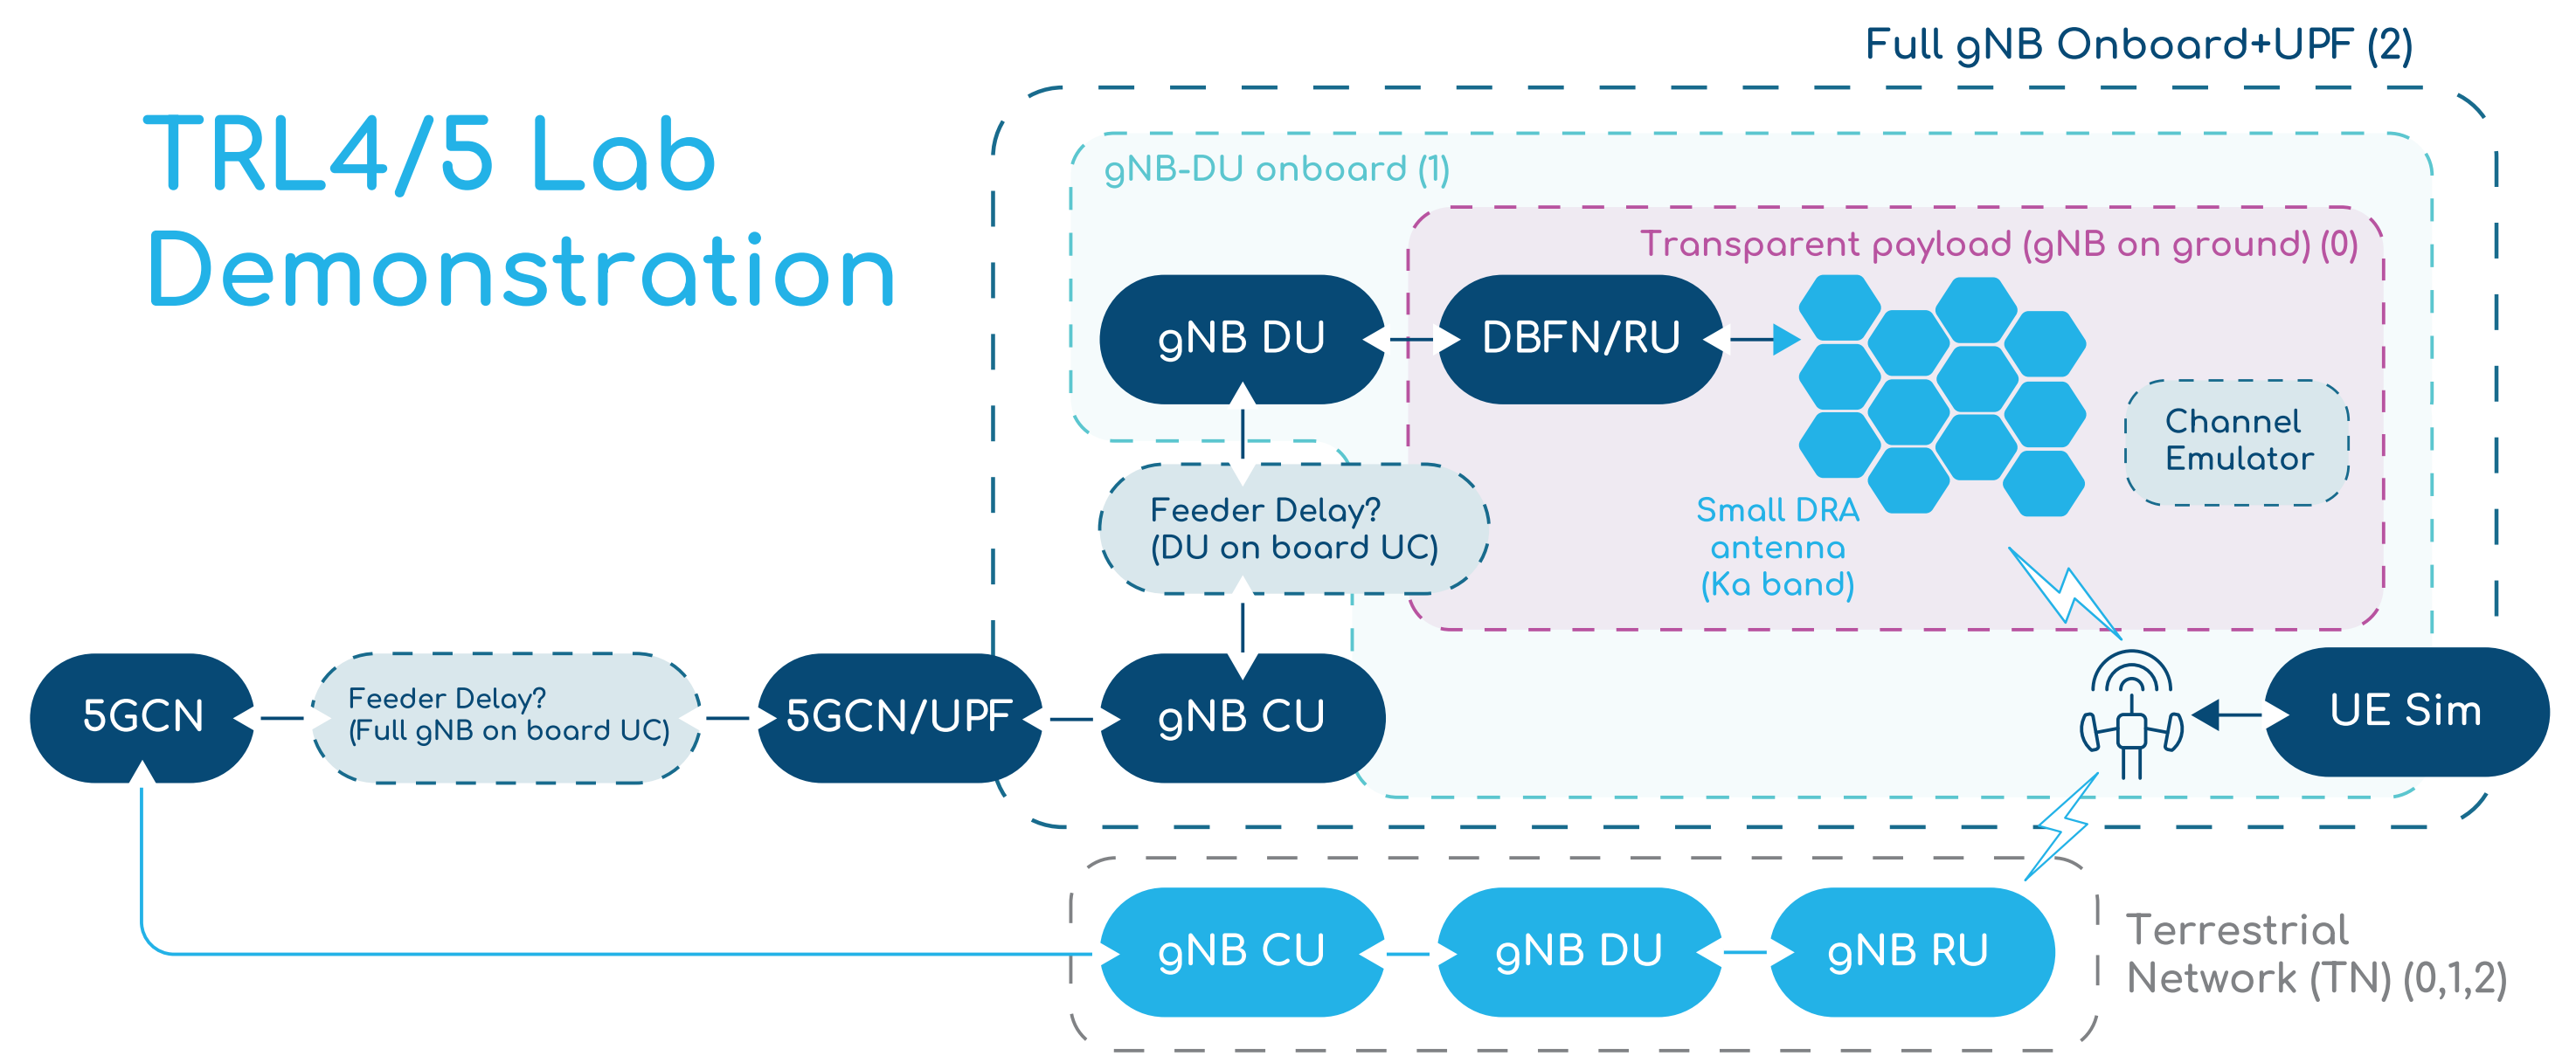 Full gNB Onboard+UPF (2)
TRL4/5 Lab
Demonstration
gNB-DU onboard (1)
Transparent payload (gNB on ground) (0)
gNB DU
DBFN/RU
Channel
Emulator
Feeder Delay?
(DU on board UC)
Small DRA
antenna
(Ka band)
5GCN
Feeder Delay?
(Full gNB on board UC)
5GCN/UPF
gNB CU
UE Sim
gNB CU
gNB DU
gNB RU
Terrestrial
Network (TN) (0,1,2)